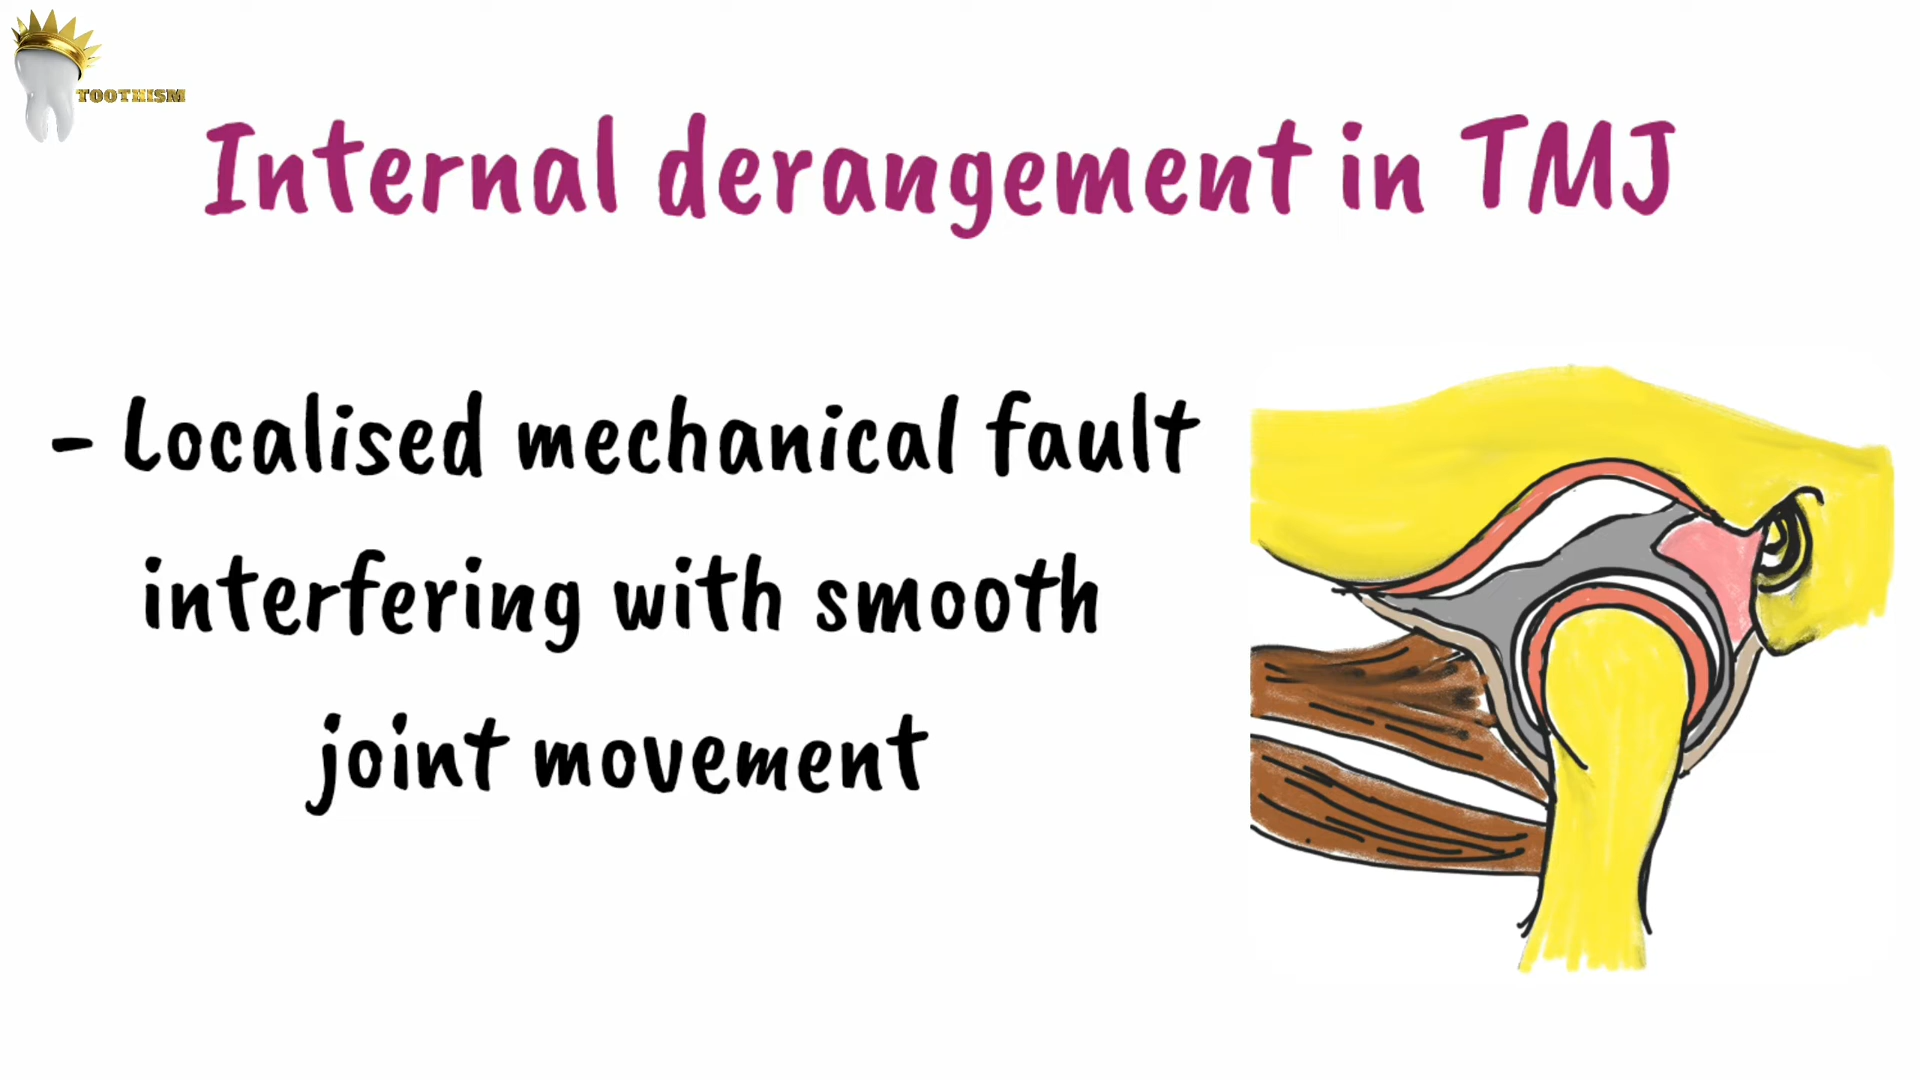 TOOTHISM
Internal derangement in TMJ
- Localised mechanical fault
interfering with smooth
joint movement